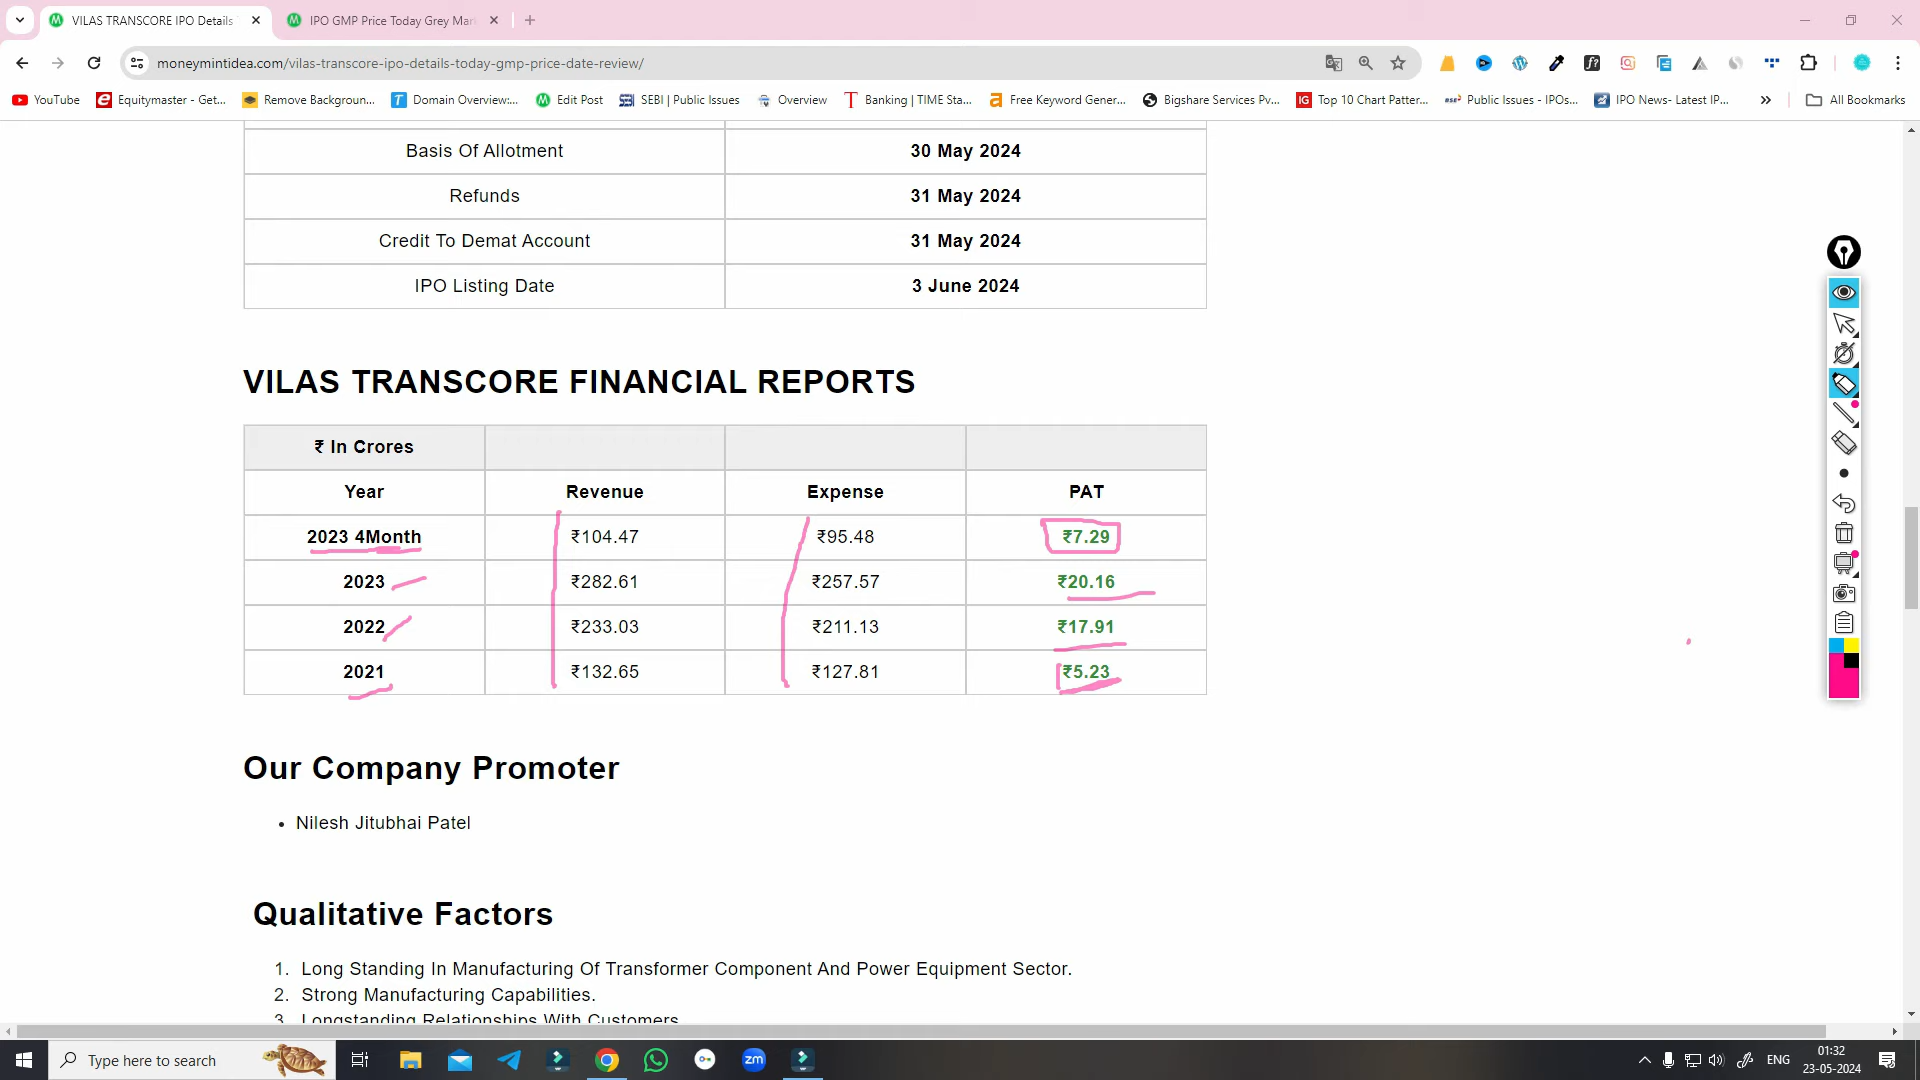 VILAS TRANSCORE IPO Details
IPO GMP Price Today Grey Mar
moneymintidea.com/vilas-transcore-ipo-details-today-gmp-price-date-review/
YouTube
Equitymaster - Get...
Remove Backgroun...
Domain Overview:...
Edit Post
SEBI | Public Issues
Overview
Banking | TIME Sta...
Free Keyword Gener...
Bigshare Services Pv...
Top 10 Chart Patter...
Public Issues - IPOs...
IPO News- Latest IP...
All Bookmarks
Basis Of Allotment 30 May 2024
Refunds 31 May 2024
Credit To Demat Account 31 May 2024
IPO Listing Date 3 June 2024
VILAS TRANSCORE FINANCIAL REPORTS
₹ In Crores
Year Revenue Expense PAT
2023 4Month ₹104.47 ₹95.48 ₹7.29
2023 ₹282.61 ₹257.57 ₹20.16
2022 ₹233.03 ₹211.13 ₹17.91
2021 ₹132.65 ₹127.81 ₹5.23
Our Company Promoter
• Nilesh Jitubhai Patel
Qualitative Factors
1. Long Standing In Manufacturing Of Transformer Component And Power Equipment Sector.
2. Strong Manufacturing Capabilities.
3. Longstanding Relationships With Customers
Type here to search
zm
ENG
01:32
23-05-2024